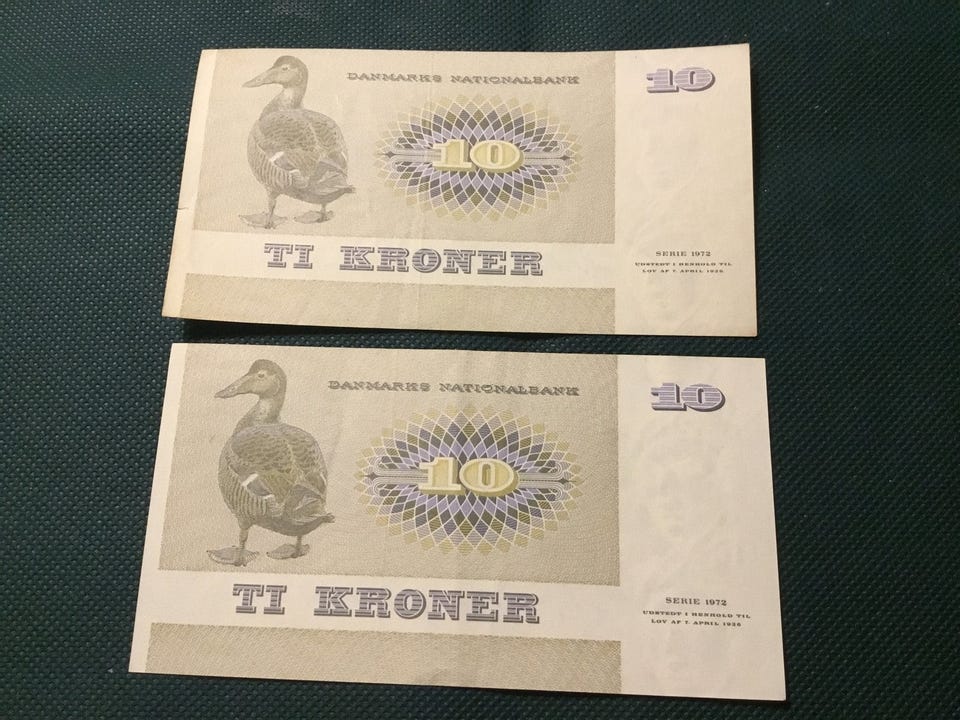 DANMARKS NATIONALBANK
10
10
TI KRONER
SERIE 1972
UDSTEDT I HENHOLD TIL
LOV AF 7. APRIL 1936
DANMARKS NATIONALBANK
10
10
TI KRONER
SERIE 1972
UDSTEDT I HENHOLD TIL
LOV AF 7. APRIL 1936